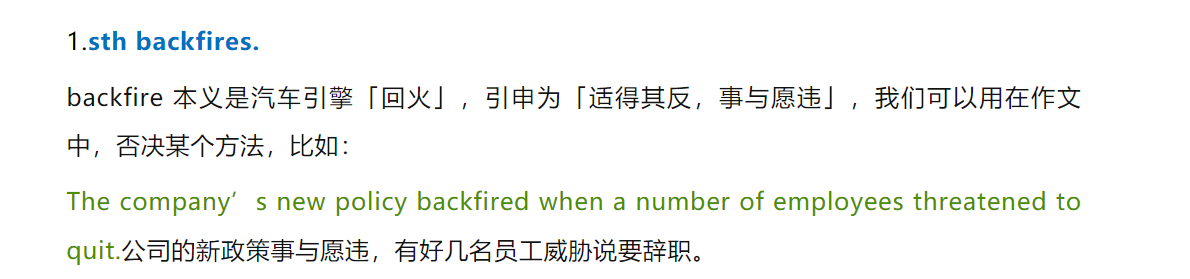 1.sth backfires.
backfire 本义是汽车引擎「回火」，引申为「适得其反，事与愿违」，我们可以用在作文
中，否决某个方法，比如：
The company’s new policy backfired when a number of employees threatened to
quit.公司的新政策事与愿违，有好几名员工威胁说要辞职。